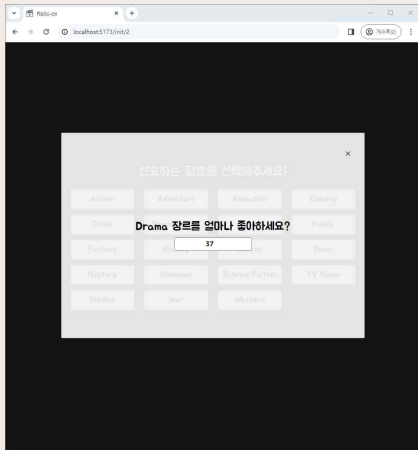 Flicks-on
localhost:5173/init/2
게스트(2)
선호하는 장르를 선택해주세요!
Action Adventure Animation Comedy
Crime Family
Drama 장르를 얼마나 좋아하세요?
37
Fantasy History Music
Mystery Romance Science Fiction TV Movie
Thriller War Western